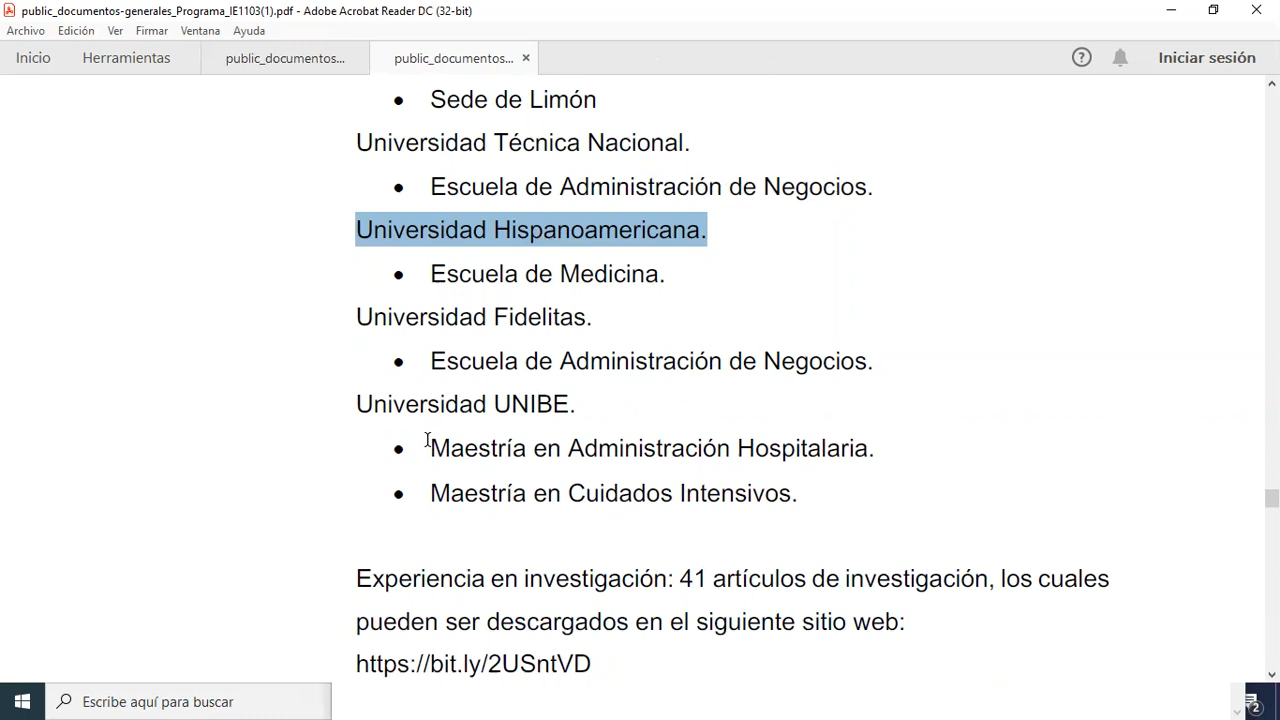 public_documentos-generales_Programa_IE1103(1).pdf - Adobe Acrobat Reader DC (32-bit)
Archivo Edición Ver Firmar Ventana Ayuda
Inicio Herramientas public_documentos... public_documentos... × ? Iniciar sesión
• Sede de Limón
Universidad Técnica Nacional.
• Escuela de Administración de Negocios.
Universidad Hispanoamericana.
• Escuela de Medicina.
Universidad Fidelitas.
• Escuela de Administración de Negocios.
Universidad UNIBE.
• Maestría en Administración Hospitalaria.
• Maestría en Cuidados Intensivos.
Experiencia en investigación: 41 artículos de investigación, los cuales
pueden ser descargados en el siguiente sitio web:
https://bit.ly/2USntVD
Escribe aquí para buscar 2